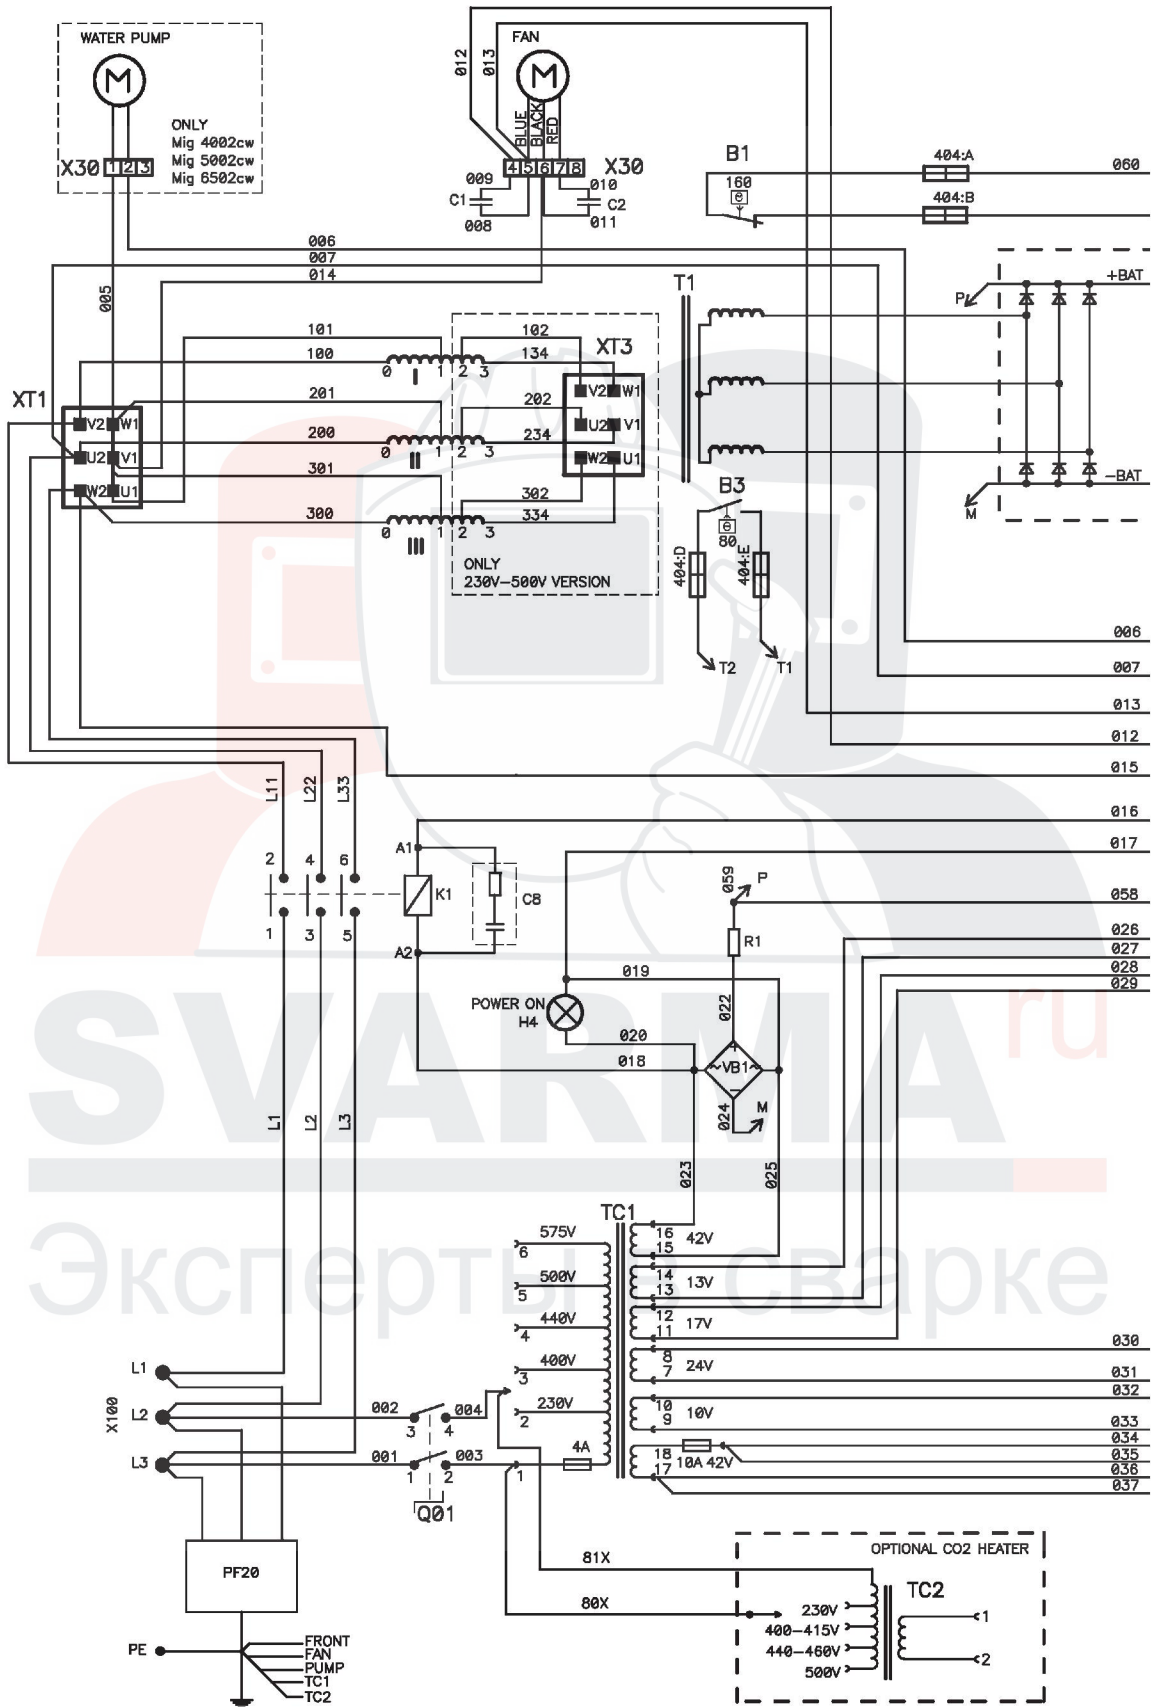 WATER PUMP
M
ONLY
Mig 4002cw
Mig 5002cw
Mig 6502cw
X30 1 2 3
012
013
FAN
M
BLUE
BLACK
RED
4 5 6 7 8 X30
009
C1
008
010
C2
011
B1
160
404:A
060
404:B
006
007
014
005
T1
P
+BAT
-BAT
M
101
100
0 I 1 2 3
102
134
XT3
V2 W1
U2 V1
W2 U1
XT1
V2 W1
U2 V1
W2 U1
201
200
0 II 1 2 3
202
234
301
300
0 III 1 2 3
302
334
ONLY
230V-500V VERSION
B3
80
404:D
404:E
T2
T1
006
007
013
012
015
016
017
058
026
027
028
029
L11
L22
L33
2 4 6
1 3 5
A1
K1
A2
C8
059
P
R1
019
POWER ON
H4
020
018
022
+
~VB1~
-
024
M
023
025
L1
L2
L3
TC1
575V
6
500V
5
440V
4
400V
3
230V
2
4A
1
16
15
42V
14
13
13V
12
11
17V
8
7
24V
10
9
10V
18
17
10A 42V
030
031
032
033
034
035
036
037
X100
L1
L2
L3
002
3 4
004
001
1 2
003
Q01
PF20
PE
FRONT
FAN
PUMP
TC1
TC2
81X
80X
OPTIONAL CO2 HEATER
TC2
230V
400-415V
440-460V
500V
1
2
SVARMA.ru
Эксперты в сварке